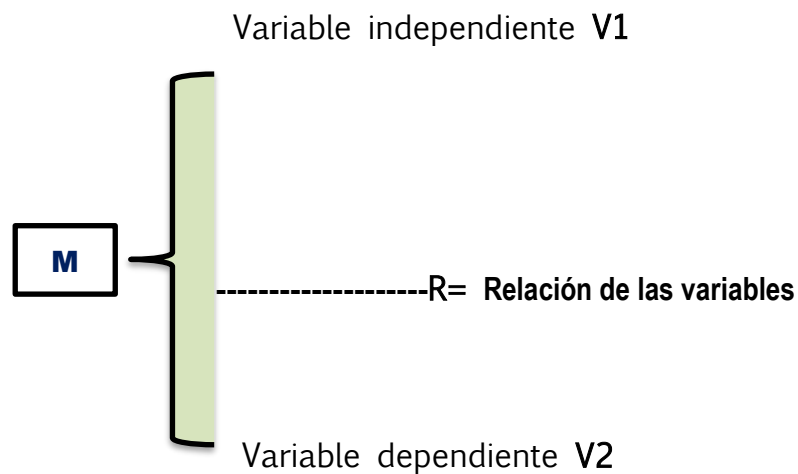 Variable independiente V1
M
--------------------R= Relación de las variables
Variable dependiente V2